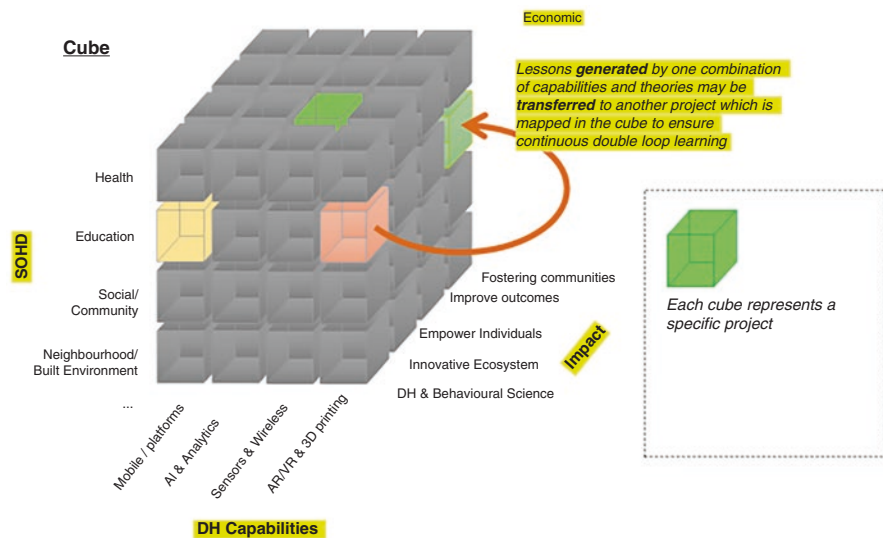 Economic
Cube
Lessons generated by one combination
of capabilities and theories may be
transferred to another project which is
mapped in the cube to ensure
continuous double loop learning
Health
Education
Social/
Community
Neighbourhood/
Built Environment
...
SOHD
Fostering communities
Improve outcomes
Empower Individuals
Innovative Ecosystem
DH & Behavioural Science
Impact
Each cube represents a
specific project
Mobile / platforms
AI & Analytics
Sensors & Wireless
AR/VR & 3D printing
DH Capabilities